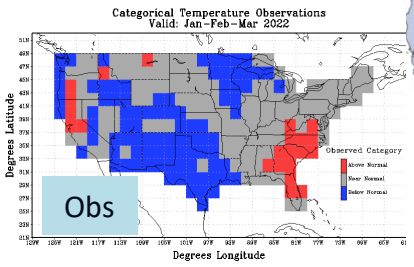 Categorical Temperature Observations
Valid: Jan-Feb-Mar 2022
Degrees Latitude
51N
49N
47N
45N
43N
41N
39N
37N
35N
33N
31N
29N
27N
25N
23N
21N
Observed Category
Above Normal
Near Normal
Below Normal
Obs
129W 125W 121W 117W 113W 109W 105W 101W 97W 93W 89W 85W 81W 77W 73W 69W 65W
Degrees Longitude